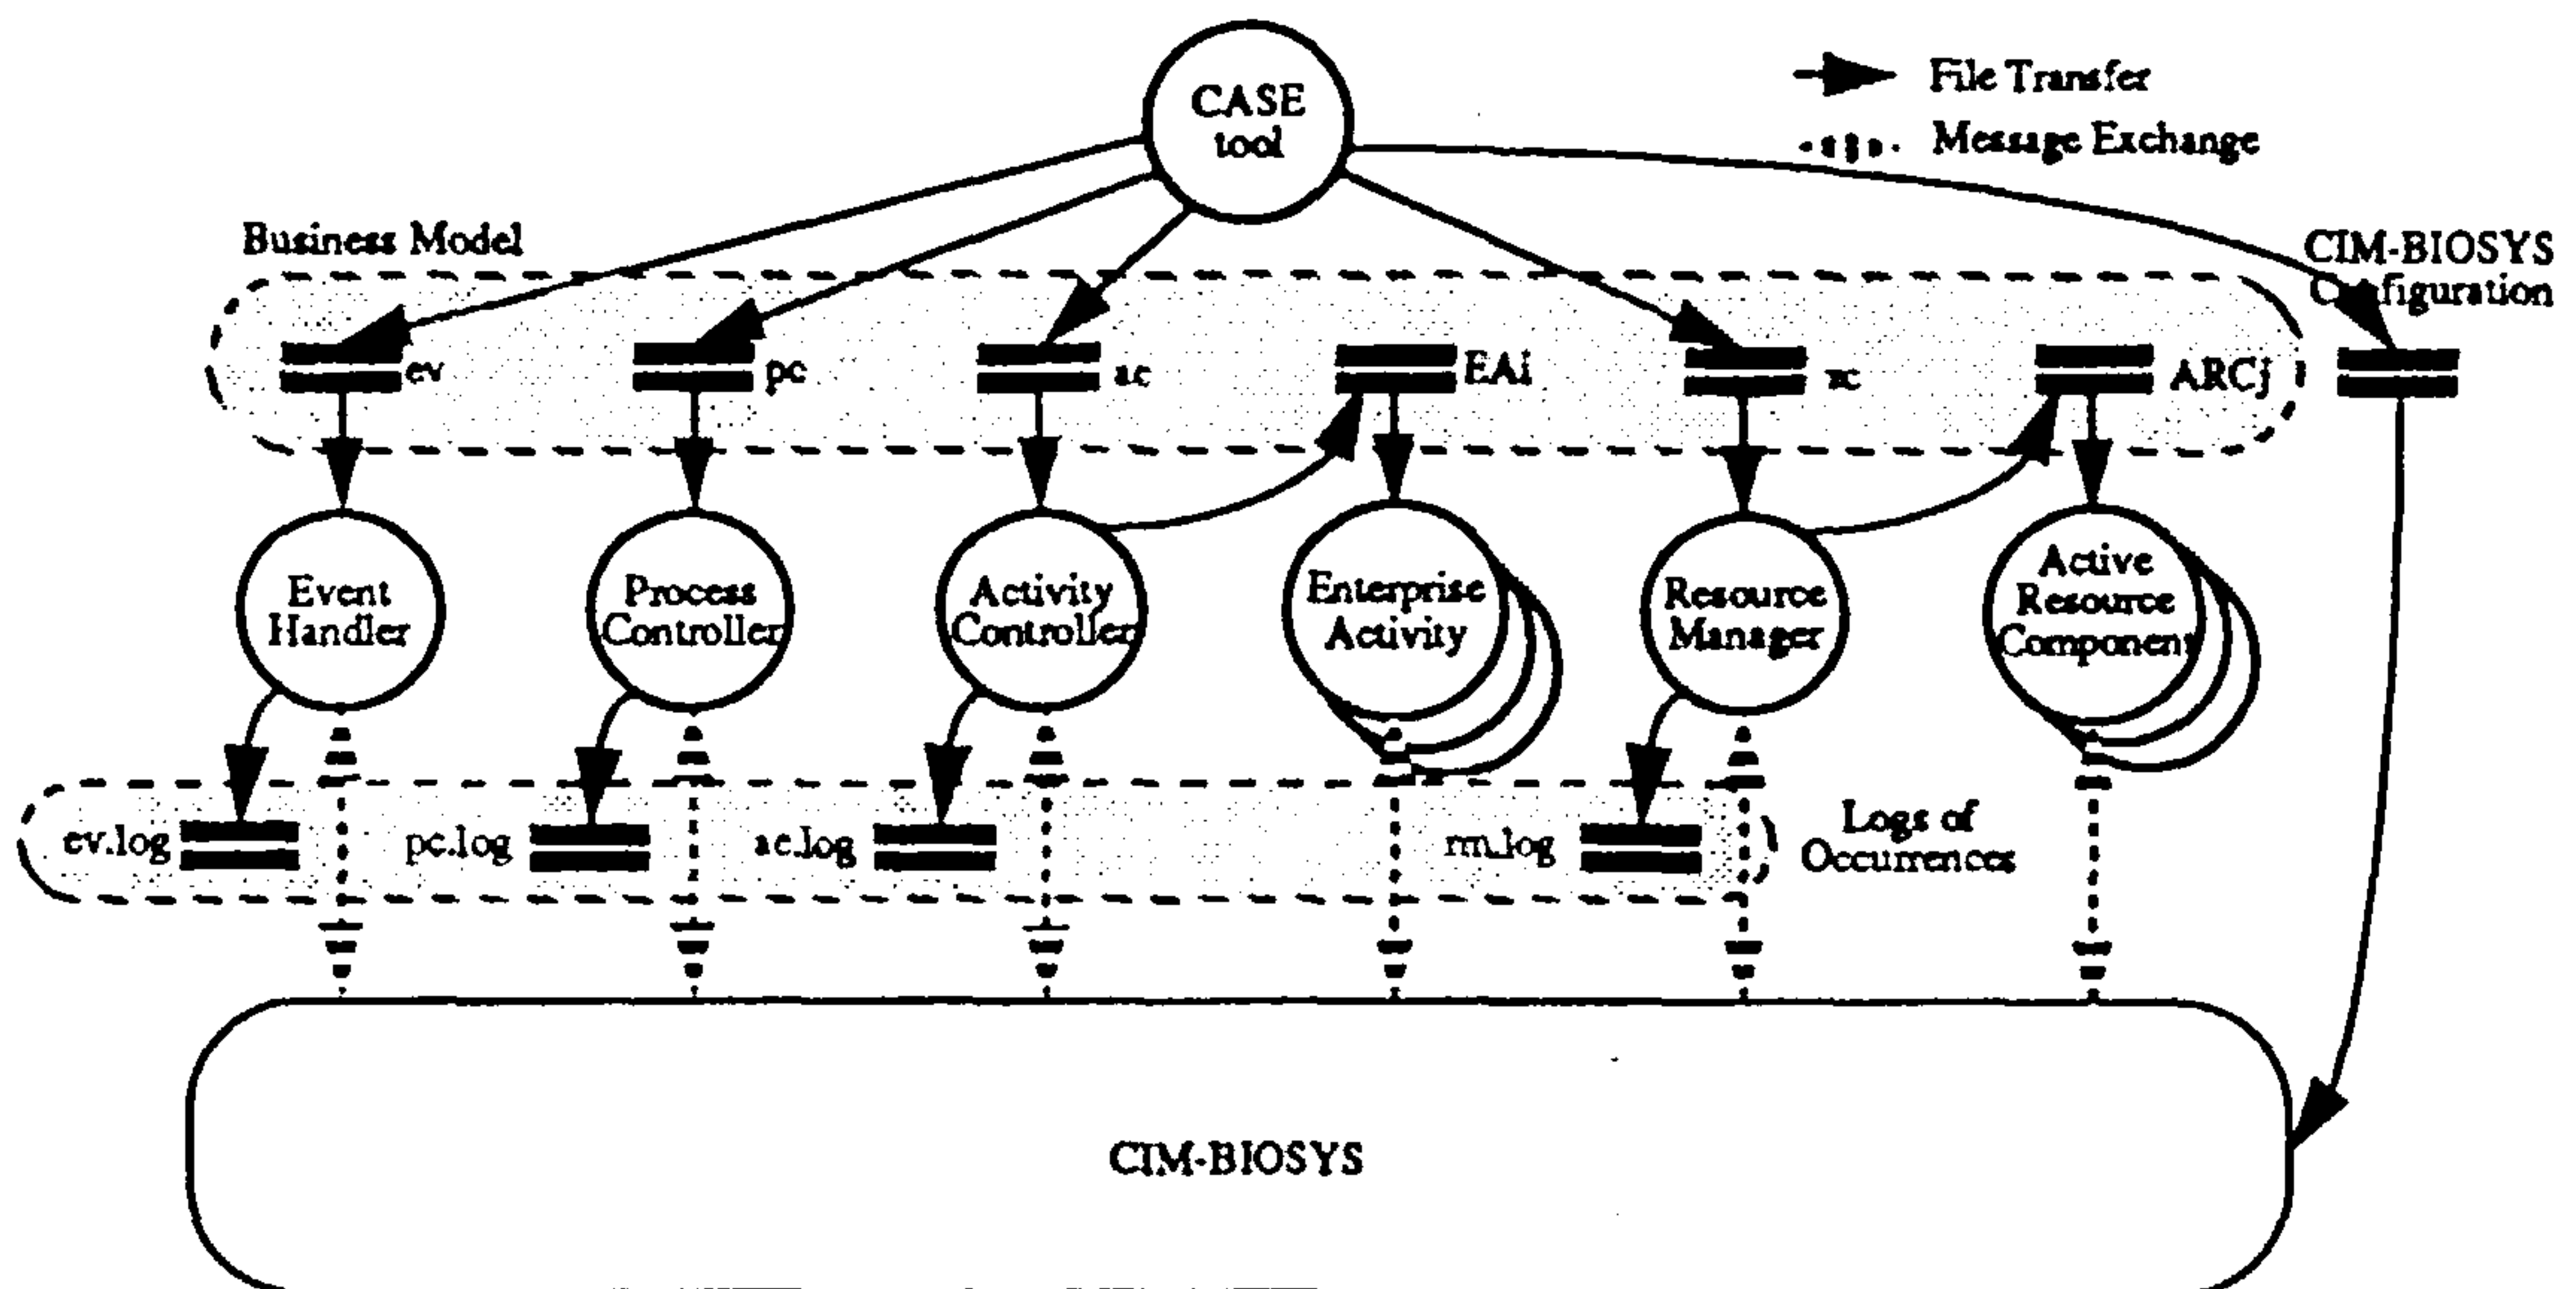 CASE
tool
File Transfer
Message Exchange
Business Model
CIM-BIOSYS
Configuration
ev
pc
ac
EAi
ARCj
Event
Handler
Process
Controller
Activity
Controller
Enterprise
Activity
Resource
Manager
Active
Resource
Component
ev.log
pc.log
ac.log
rm.log
Logs of
Occurrences
CIM-BIOSYS